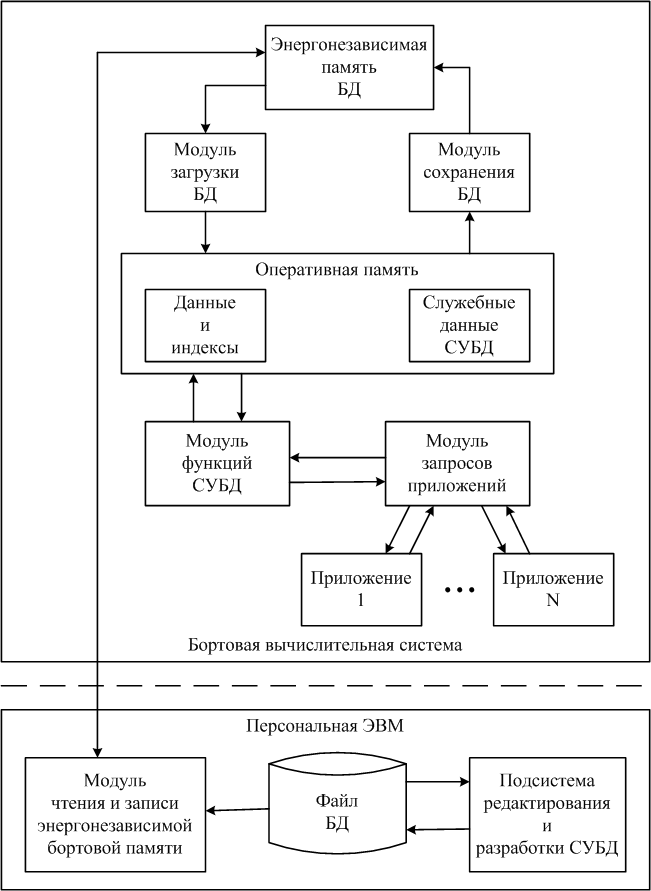 Энергонезависимая
память
БД
Модуль
загрузки
БД
Модуль
сохранения
БД
Оперативная память
Данные
и
индексы
Служебные
данные
СУБД
Модуль
функций
СУБД
Модуль
запросов
приложений
Приложение
1
...
Приложение
N
Бортовая вычислительная система
Персональная ЭВМ
Модуль
чтения и записи
энергонезависимой
бортовой памяти
Файл
БД
Подсистема
редактирования
и
разработки СУБД